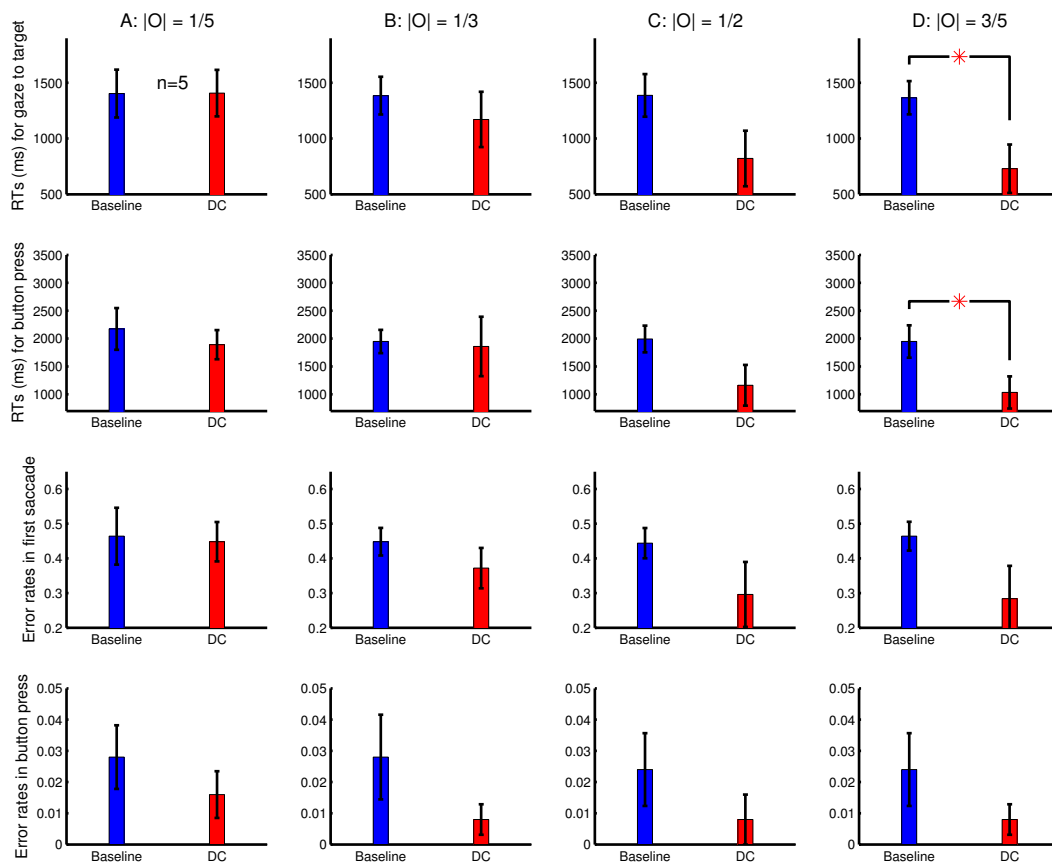 A: |O| = 1/5
B: |O| = 1/3
C: |O| = 1/2
D: |O| = 3/5
RTs (ms) for gaze to target
1500
1000
500
n=5
Baseline
DC
1500
1000
500
Baseline
DC
1500
1000
500
Baseline
DC
1500
1000
500
Baseline
DC
RTs (ms) for button press
3500
3000
2500
2000
1500
1000
Baseline
DC
3500
3000
2500
2000
1500
1000
Baseline
DC
3500
3000
2500
2000
1500
1000
Baseline
DC
3500
3000
2500
2000
1500
1000
Baseline
DC
Error rates in first saccade
0.6
0.5
0.4
0.3
0.2
Baseline
DC
0.6
0.5
0.4
0.3
0.2
Baseline
DC
0.6
0.5
0.4
0.3
0.2
Baseline
DC
0.6
0.5
0.4
0.3
0.2
Baseline
DC
Error rates in button press
0.05
0.04
0.03
0.02
0.01
0
Baseline
DC
0.05
0.04
0.03
0.02
0.01
0
Baseline
DC
0.05
0.04
0.03
0.02
0.01
0
Baseline
DC
0.05
0.04
0.03
0.02
0.01
0
Baseline
DC